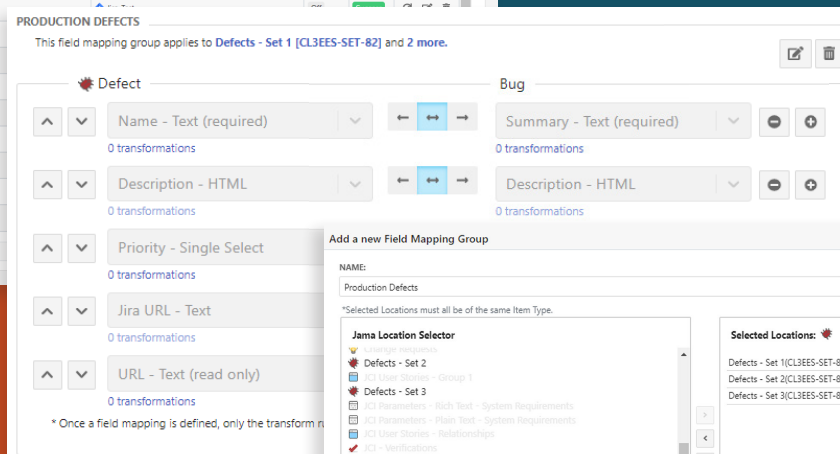 PRODUCTION DEFECTS
This field mapping group applies to Defects - Set 1 [CL3EES-SET-82] and 2 more.
Defect
Bug
Name - Text (required)
Summary - Text (required)
0 transformations
0 transformations
Description - HTML
Description - HTML
0 transformations
0 transformations
Priority - Single Select
0 transformations
Jira URL - Text
0 transformations
URL - Text (read only)
0 transformations
* Once a field mapping is defined, only the transform
Add a new Field Mapping Group
NAME:
Production Defects
*Selected Locations must all be of the same Item Type.
Jama Location Selector
Change Requests
Defects - Set 2
JCI User Stories - Group 1
Defects - Set 3
JCI Parameters - Rich Text - System Requirements
JCI Parameters - Plain Text - System Requirements
JCI User Stories - Relationships
JCI - Verifications
Selected Locations:
Defects - Set 1(CL3EES-SET-8
Defects - Set 2(CL3EES-SET-8
Defects - Set 3(CL3EES-SET-8